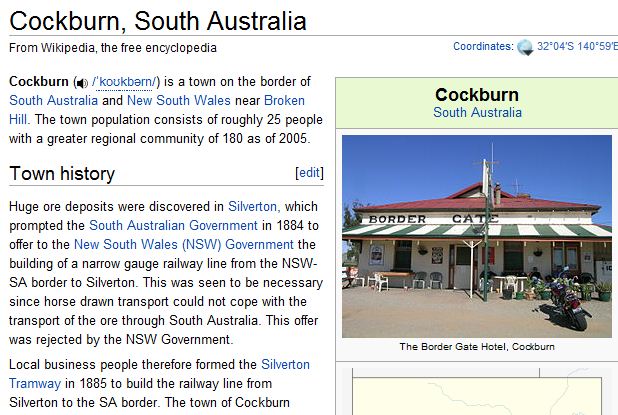 Cockburn, South Australia
From Wikipedia, the free encyclopedia
Coordinates: 32°04′S 140°59′E
Cockburn (/ˈkoʊkbərn/) is a town on the border of
South Australia and New South Wales near Broken
Hill. The town population consists of roughly 25 people
with a greater regional community of 180 as of 2005.
Town history [edit]
Huge ore deposits were discovered in Silverton, which
prompted the South Australian Government in 1884 to
offer to the New South Wales (NSW) Government the
building of a narrow gauge railway line from the NSW-
SA border to Silverton. This was seen to be necessary
since horse drawn transport could not cope with the
transport of the ore through South Australia. This offer
was rejected by the NSW Government.
Local business people therefore formed the Silverton
Tramway in 1885 to build the railway line from
Silverton to the SA border. The town of Cockburn
Cockburn
South Australia
BORDER GATE
The Border Gate Hotel, Cockburn